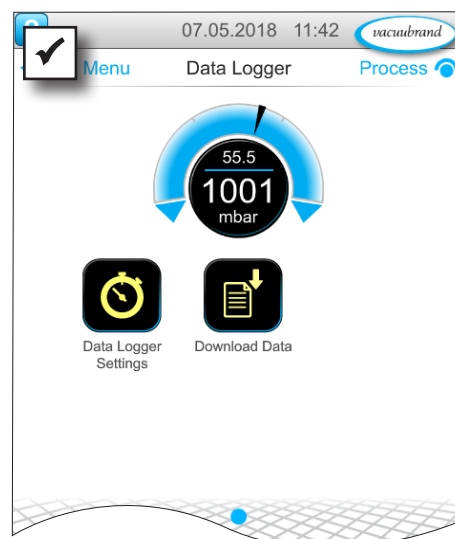 07.05.2018 11:42 vacuubrand
Menu Data Logger Process
55.5
1001
mbar
Data Logger
Settings
Download Data